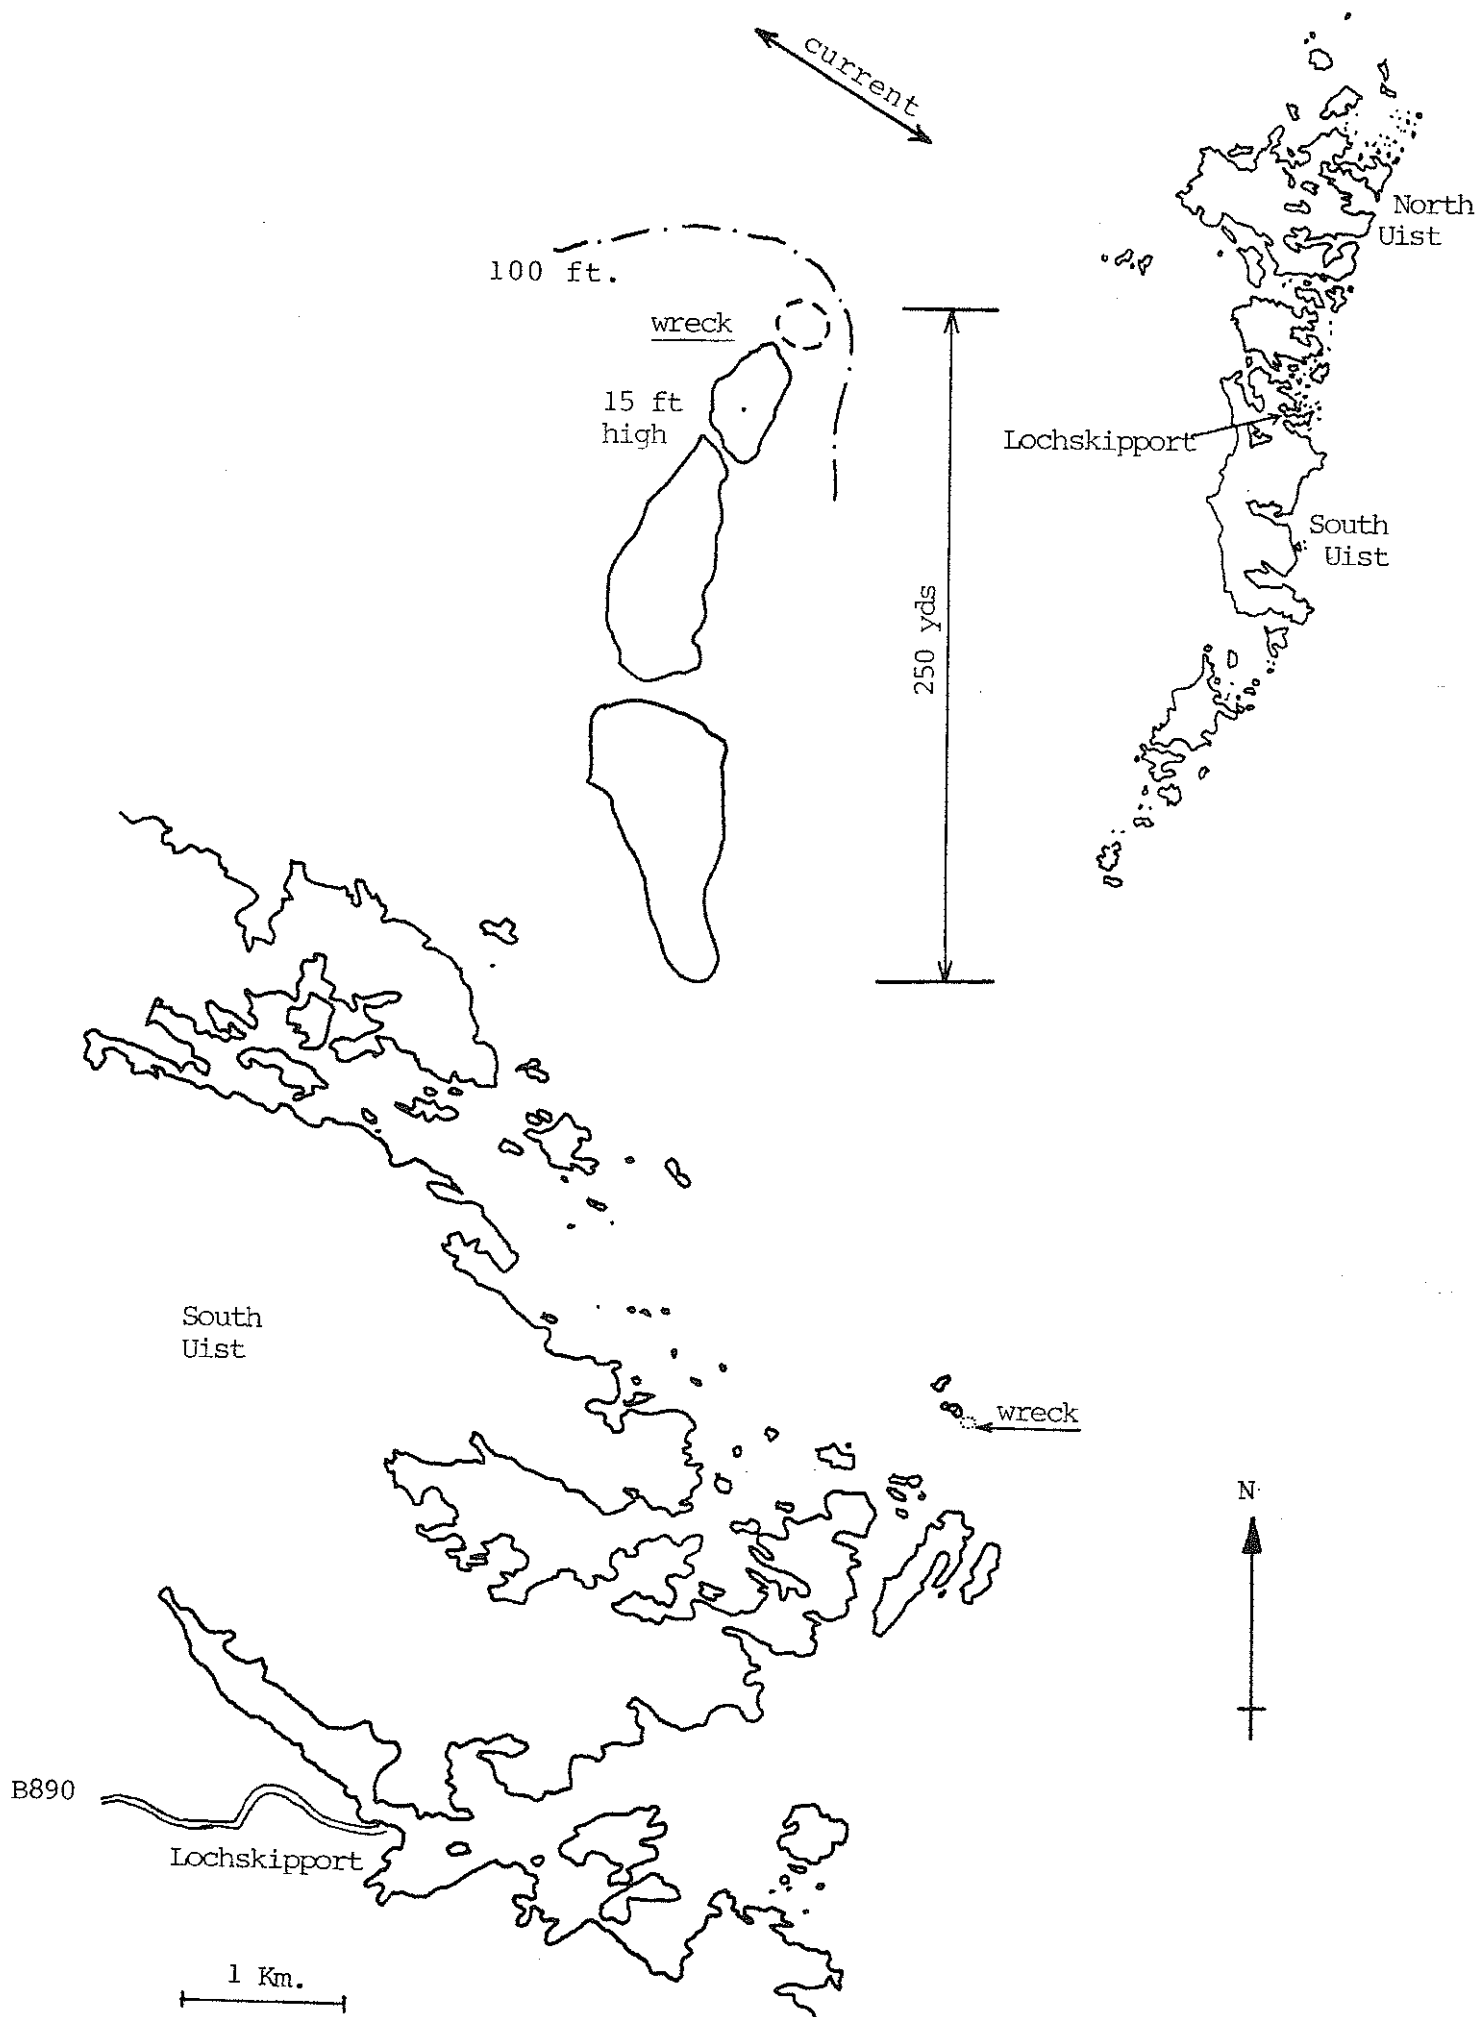 current
North
Uist
100 ft.
wreck
15 ft
high
Lochskipport
South
Uist
250 yds
South
Uist
wreck
N
B890
Lochskipport
1 Km.